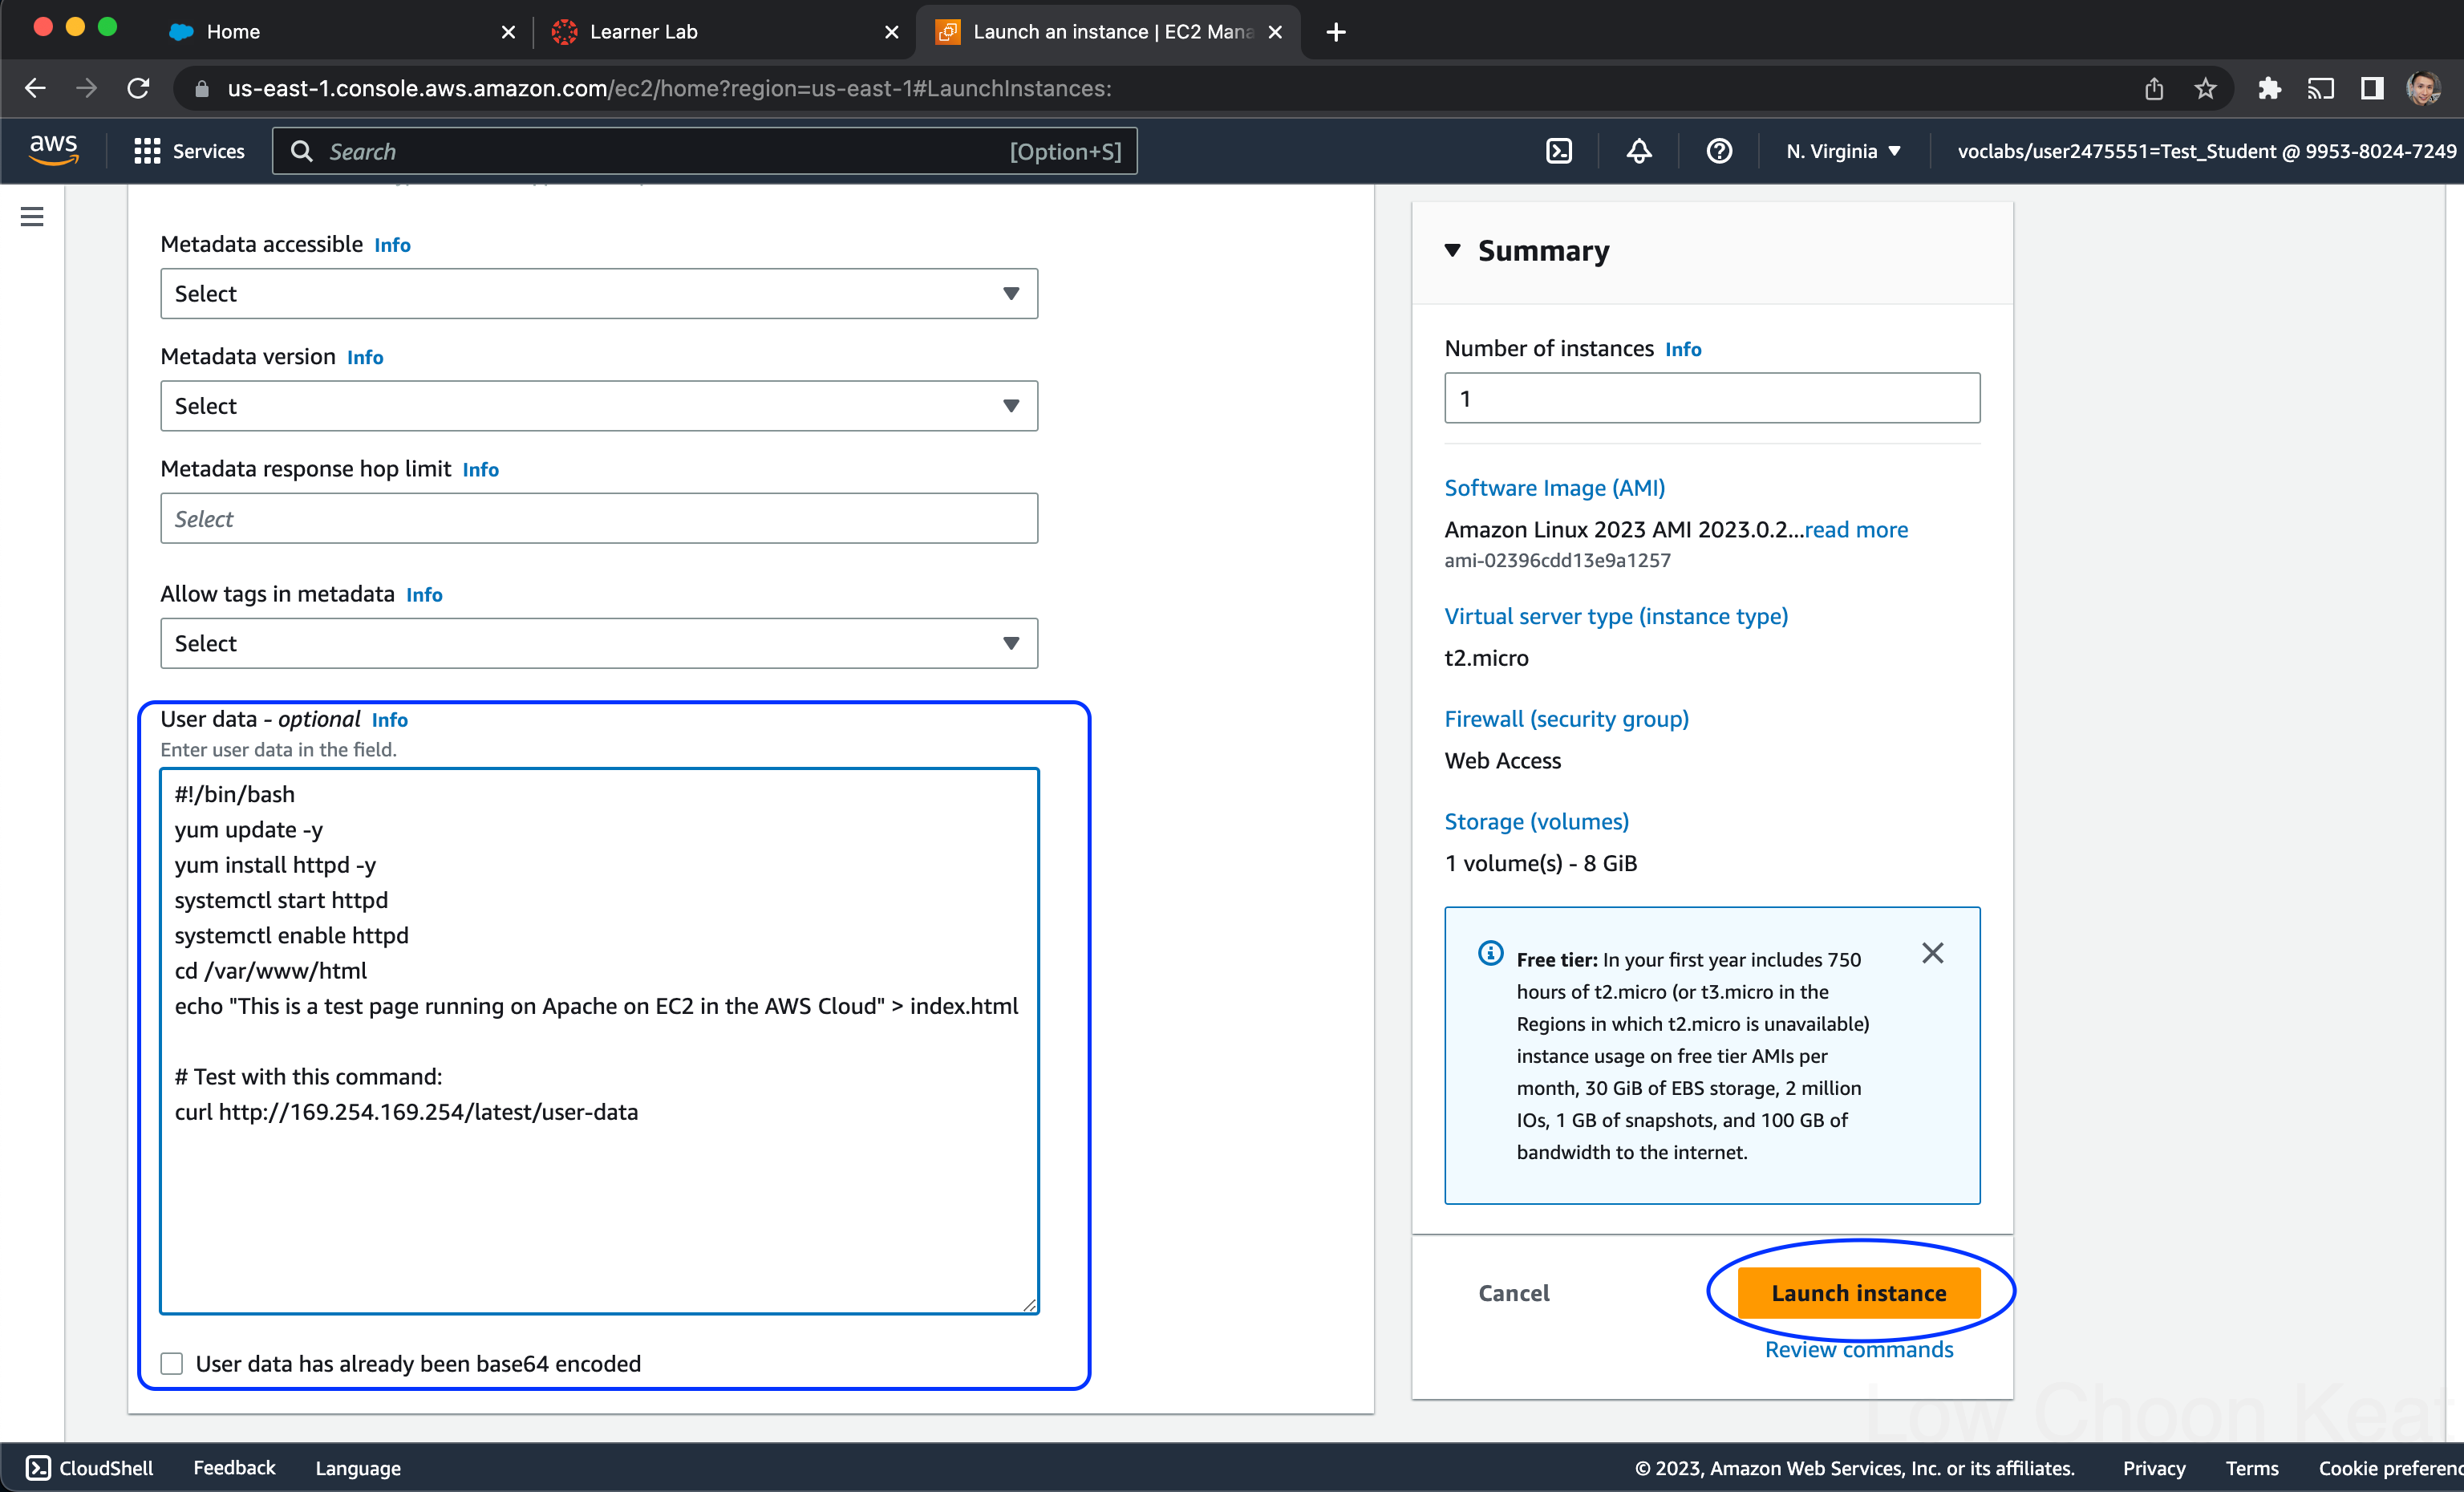 Home
Learner Lab
Launch an instance | EC2 Mana
us-east-1.console.aws.amazon.com/ec2/home?region=us-east-1#LaunchInstances:
aws
Services
Search
[Option+S]
N. Virginia
voclabs/user2475551=Test_Student @ 9953-8024-7249
Metadata accessible Info
Select
Metadata version Info
Select
Metadata response hop limit Info
Select
Allow tags in metadata Info
Select
User data - optional Info
Enter user data in the field.
#!/bin/bash
yum update -y
yum install httpd -y
systemctl start httpd
systemctl enable httpd
cd /var/www/html
echo "This is a test page running on Apache on EC2 in the AWS Cloud" > index.html
# Test with this command:
curl http://169.254.169.254/latest/user-data
User data has already been base64 encoded
Summary
Number of instances Info
1
Software Image (AMI)
Amazon Linux 2023 AMI 2023.0.2...read more
ami-02396cdd13e9a1257
Virtual server type (instance type)
t2.micro
Firewall (security group)
Web Access
Storage (volumes)
1 volume(s) - 8 GiB
Free tier: In your first year includes 750
hours of t2.micro (or t3.micro in the
Regions in which t2.micro is unavailable)
instance usage on free tier AMIs per
month, 30 GiB of EBS storage, 2 million
IOs, 1 GB of snapshots, and 100 GB of
bandwidth to the internet.
Cancel
Launch instance
Review commands
Low Choon Keat
CloudShell
Feedback
Language
© 2023, Amazon Web Services, Inc. or its affiliates.
Privacy
Terms
Cookie preferenc